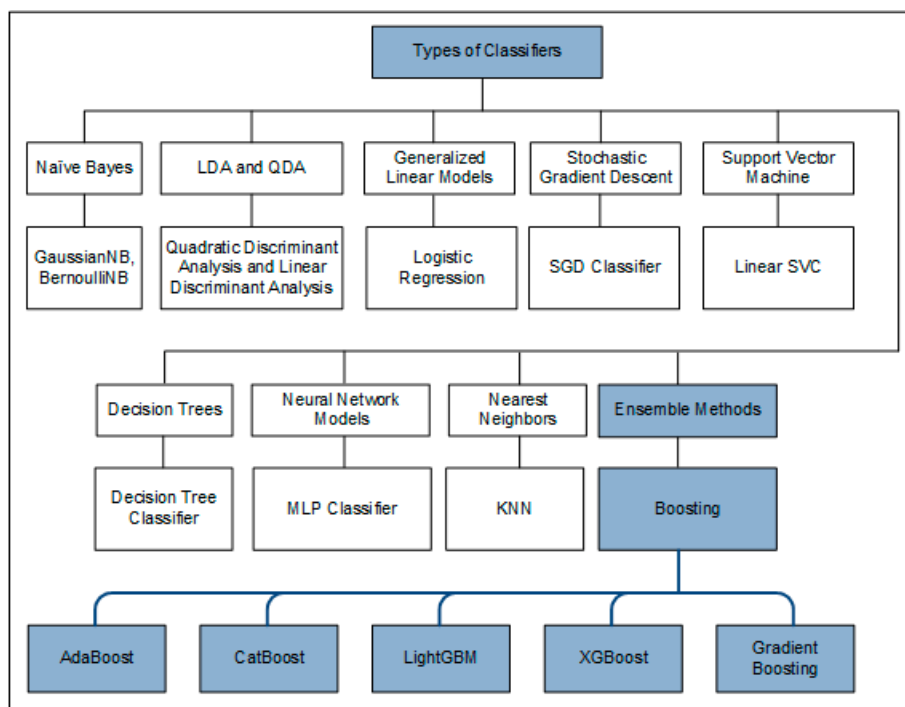 Types of Classifiers
Naïve Bayes
LDA and QDA
Generalized
Linear Models
Stochastic
Gradient Descent
Support Vector
Machine
GaussianNB,
BernoulliNB
Quadratic Discriminant
Analysis and Linear
Discriminant Analysis
Logistic
Regression
SGD Classifier
Linear SVC
Decision Trees
Neural Network
Models
Nearest
Neighbors
Ensemble Methods
Decision Tree
Classifier
MLP Classifier
KNN
Boosting
AdaBoost
CatBoost
LightGBM
XGBoost
Gradient
Boosting